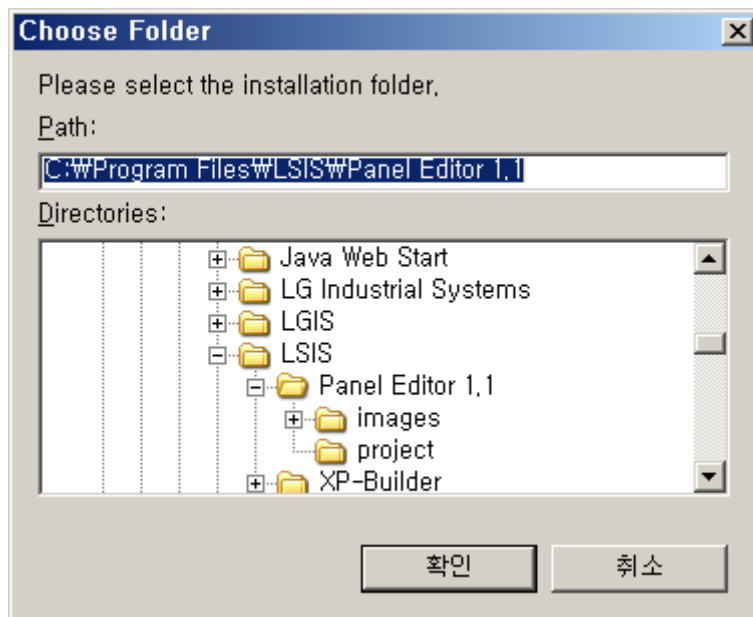 Choose Folder
Please select the installation folder.
Path:
C:₩Program Files₩LSIS₩Panel Editor 1.1
Directories:
Java Web Start
LG Industrial Systems
LGIS
LSIS
Panel Editor 1.1
images
project
XP-Builder
확인 취소